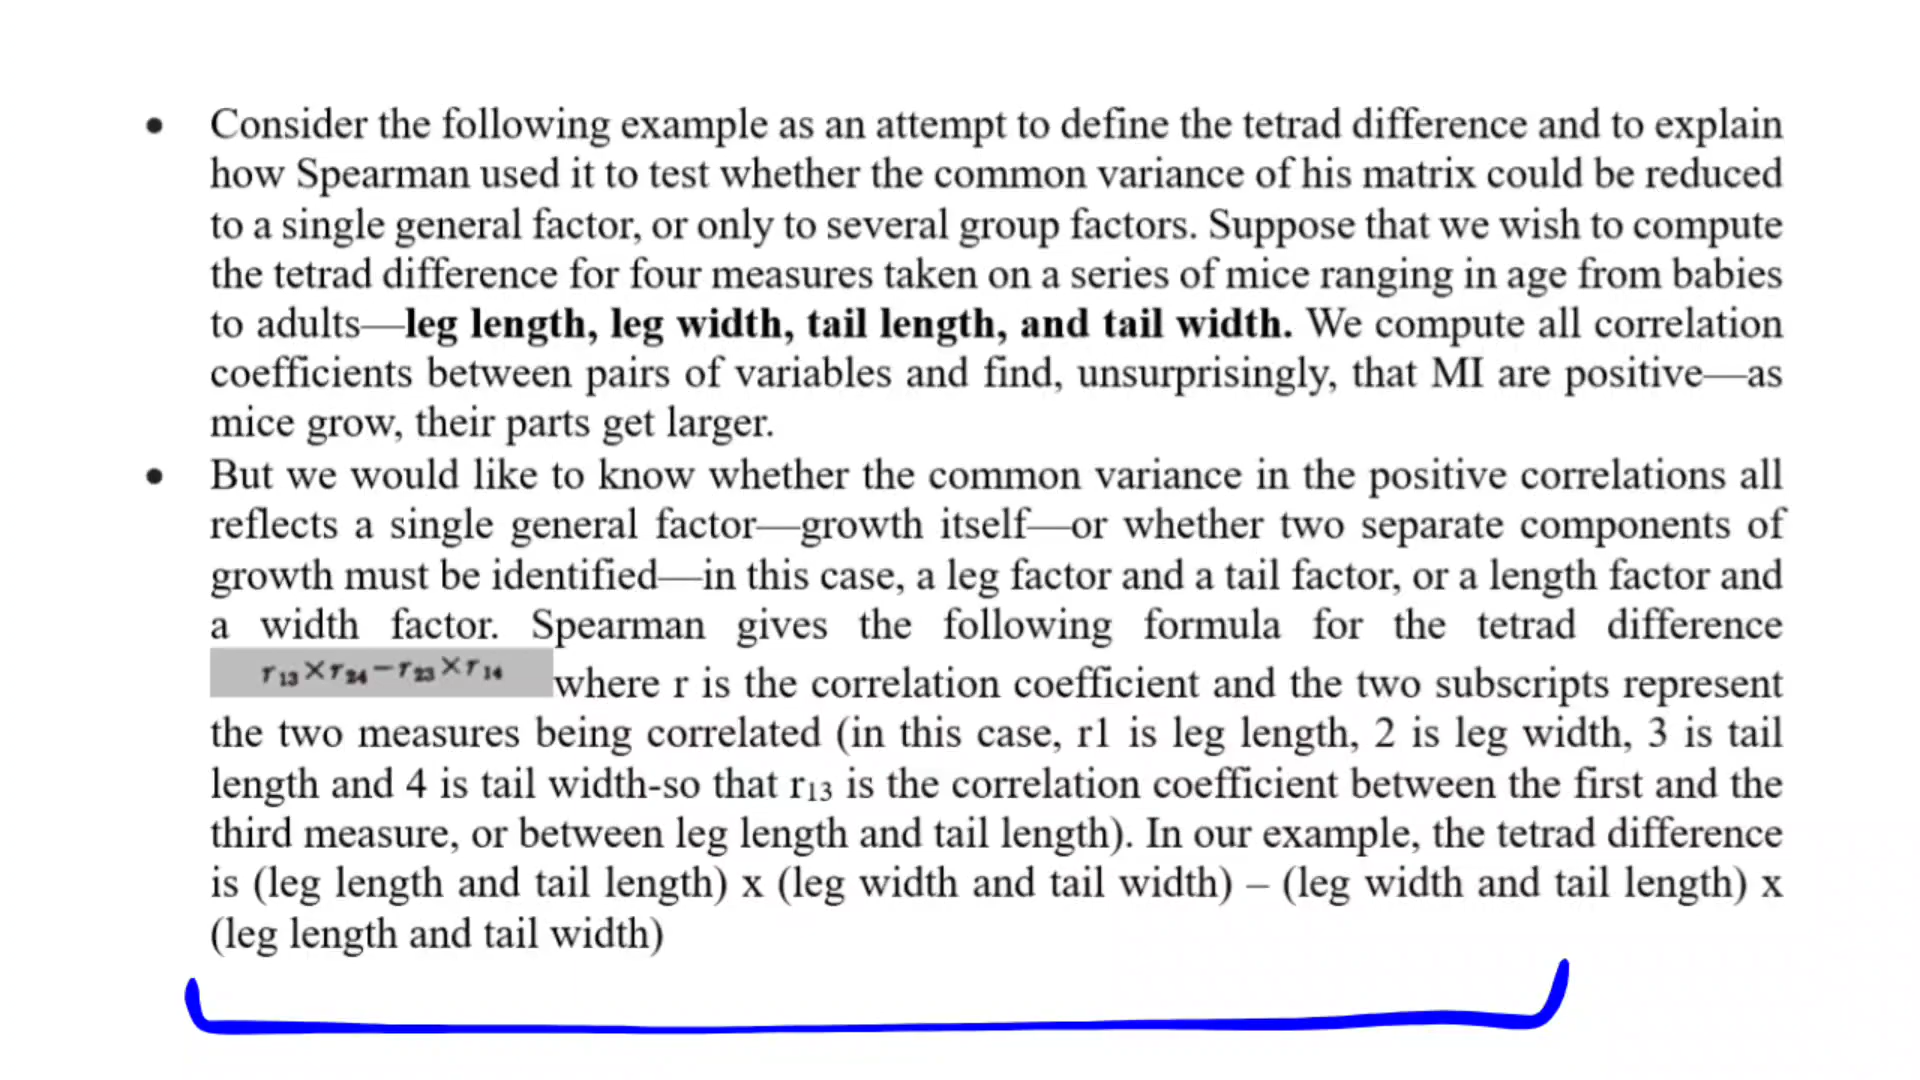 • Consider the following example as an attempt to define the tetrad difference and to explain
how Spearman used it to test whether the common variance of his matrix could be reduced
to a single general factor, or only to several group factors. Suppose that we wish to compute
the tetrad difference for four measures taken on a series of mice ranging in age from babies
to adults—leg length, leg width, tail length, and tail width. We compute all correlation
coefficients between pairs of variables and find, unsurprisingly, that MI are positive—as
mice grow, their parts get larger.
• But we would like to know whether the common variance in the positive correlations all
reflects a single general factor—growth itself—or whether two separate components of
growth must be identified—in this case, a leg factor and a tail factor, or a length factor and
a width factor. Spearman gives the following formula for the tetrad difference
r₁₃×r₂₄−r₂₃×r₁₄ where r is the correlation coefficient and the two subscripts represent
the two measures being correlated (in this case, r1 is leg length, 2 is leg width, 3 is tail
length and 4 is tail width-so that r₁₃ is the correlation coefficient between the first and the
third measure, or between leg length and tail length). In our example, the tetrad difference
is (leg length and tail length) x (leg width and tail width) – (leg width and tail length) x
(leg length and tail width)